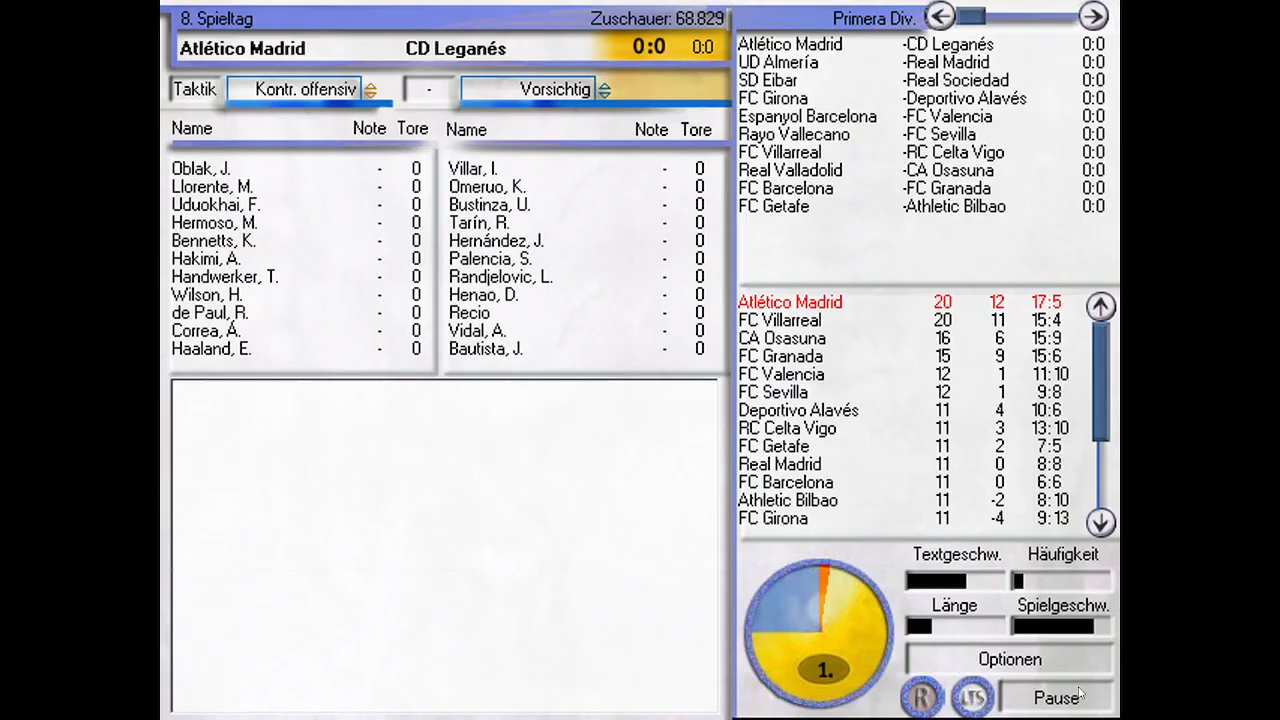 8. Spieltag Zuschauer: 68.829
Atlético Madrid CD Leganés 0:0 0:0
Taktik Kontr. offensiv - Vorsichtig
Name Note Tore Name Note Tore
Oblak, J. - 0 Villar, I. - 0
Llorente, M. - 0 Omeruo, K. - 0
Uduokhai, F. - 0 Bustinza, U. - 0
Hermoso, M. - 0 Tarín, R. - 0
Bennetts, K. - 0 Hernández, J. - 0
Hakimi, A. - 0 Palencia, S. - 0
Handwerker, T. - 0 Randjelovic, L. - 0
Wilson, H. - 0 Henao, D. - 0
de Paul, R. - 0 Recio - 0
Correa, Á. - 0 Vidal, A. - 0
Haaland, E. - 0 Bautista, J. - 0
Primera Div.
Atlético Madrid -CD Leganés 0:0
UD Almería -Real Madrid 0:0
SD Eibar -Real Sociedad 0:0
FC Girona -Deportivo Alavés 0:0
Espanyol Barcelona -FC Valencia 0:0
Rayo Vallecano -FC Sevilla 0:0
FC Villarreal -RC Celta Vigo 0:0
Real Valladolid -CA Osasuna 0:0
FC Barcelona -FC Granada 0:0
FC Getafe -Athletic Bilbao 0:0
Atlético Madrid 20 12 17:5
FC Villarreal 20 11 15:4
CA Osasuna 16 6 15:9
FC Granada 15 9 15:6
FC Valencia 12 1 11:10
FC Sevilla 12 1 9:8
Deportivo Alavés 11 4 10:6
RC Celta Vigo 11 3 13:10
FC Getafe 11 2 7:5
Real Madrid 11 0 8:8
FC Barcelona 11 0 6:6
Athletic Bilbao 11 -2 8:10
FC Girona 11 -4 9:13
Textgeschw. Häufigkeit
Länge Spielgeschw.
1.
Optionen
R LTS Pause